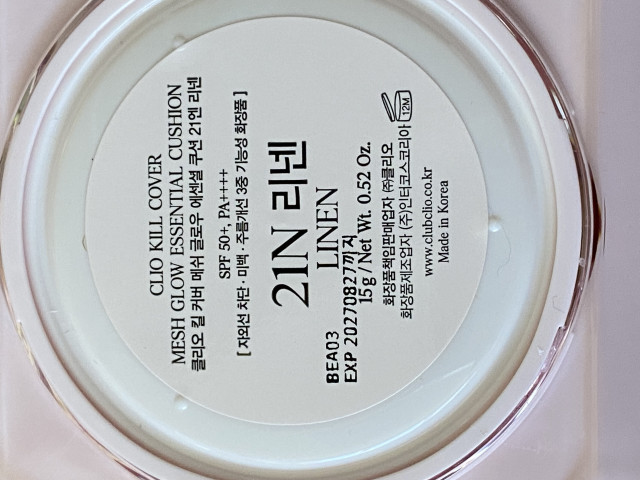 CLIO KILL COVER
MESH GLOW ESSENTIAL CUSHION
클리오 킬 커버 메쉬 글로우 에센셜 쿠션 21엔 리넨
SPF 50+, PA++++
[ 자외선 차단 · 미백 · 주름개선 3중 기능성 화장품 ]
21N 리넨
LINEN
BEA03
EXP 20270827까지
15g / Net Wt. 0.52 Oz.
화장품책임판매업자 ㈜클리오
화장품제조업자 (주)인터코스코리아
12M
www.clubclio.co.kr
Made in Korea